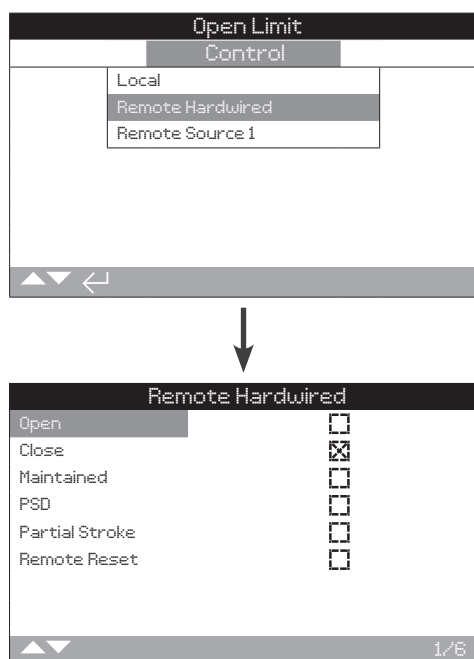 Open Limit
Control
Local
Remote Hardwired
Remote Source 1
Remote Hardwired
Open
Close
Maintained
PSD
Partial Stroke
Remote Reset
1/6